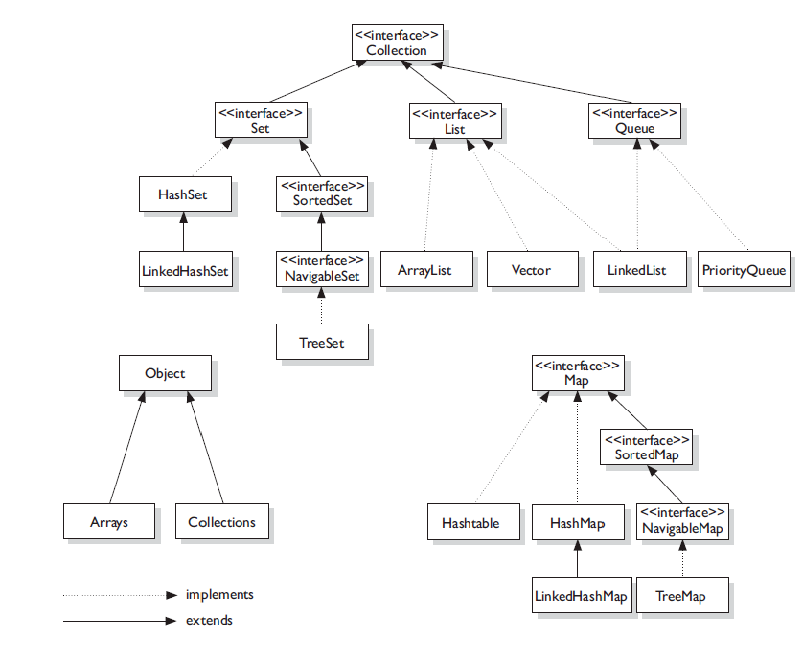 <<interface>>
Collection
<<interface>>
Set
<<interface>>
List
<<interface>>
Queue
HashSet
<<interface>>
SortedSet
LinkedHashSet
<<interface>>
NavigableSet
ArrayList
Vector
LinkedList
PriorityQueue
TreeSet
Object
<<interface>>
Map
<<interface>>
SortedMap
Arrays
Collections
Hashtable
HashMap
<<interface>>
NavigableMap
LinkedHashMap
TreeMap
implements
extends